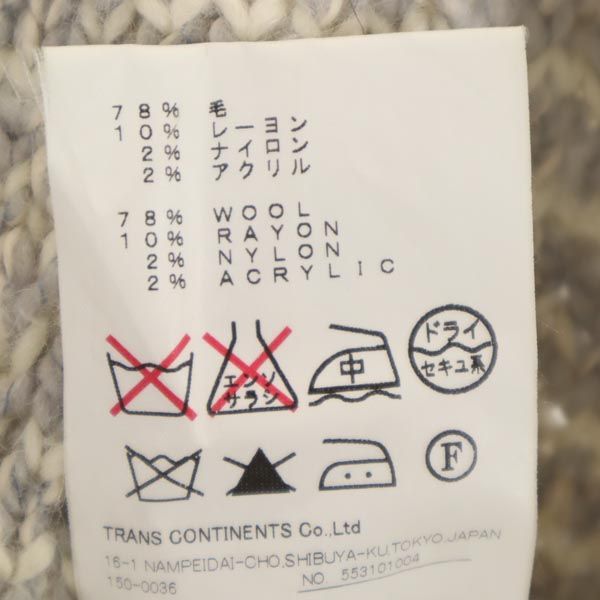 78% 毛
10% レーヨン
2% ナイロン
2% アクリル
78% WOOL
10% RAYON
2% NYLON
2% ACRYLIC
エンソ
サラシ
中
ドライ
セキユ系
F
TRANS CONTINENTS Co.,Ltd
16-1 NAMPEIDAI-CHO,SHIBUYA-KU,TOKYO,JAPAN
150-0036
NO. 553101004